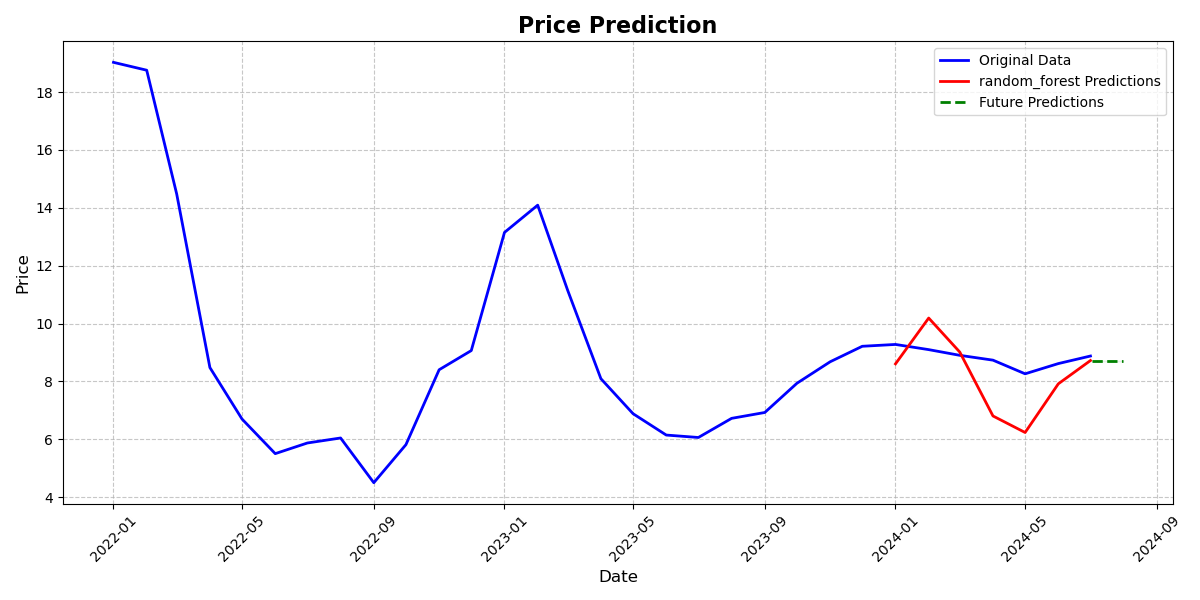 Price Prediction
Original Data
random_forest Predictions
Future Predictions
Price
18
16
14
12
10
8
6
4
2022-01
2022-05
2022-09
2023-01
2023-05
2023-09
2024-01
2024-05
2024-09
Date